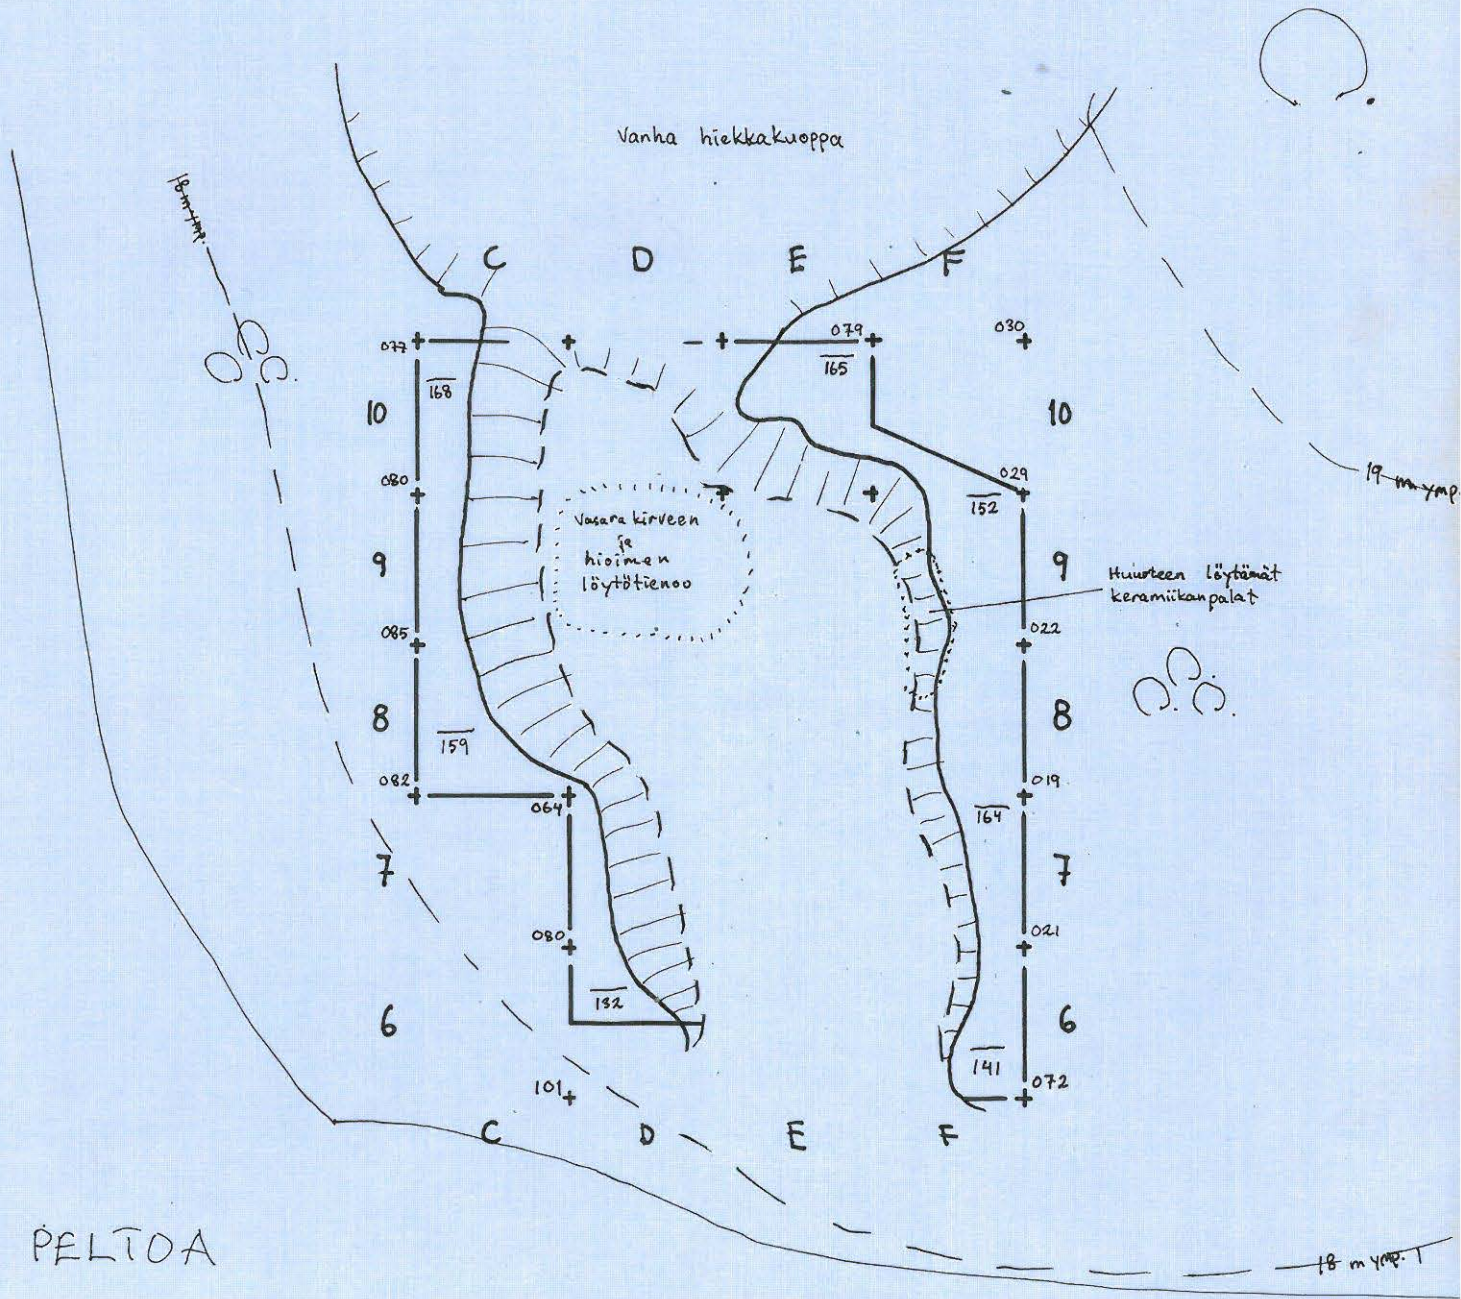 Vanha hiekkakuoppa
18 m ymp.
C D E F
077 079 030
168 165
10 10
080 029
152
Vasara kirveen
ja
hioimen
löytötienoo
9 9
Huurteen löytämät
keramiikanpalat
19 m ymp.
085 022
8 8
159
082 064 019
164
7 7
080 021
132
6 6
141
101 072
C D E F
PELTOA
18 m ymp.